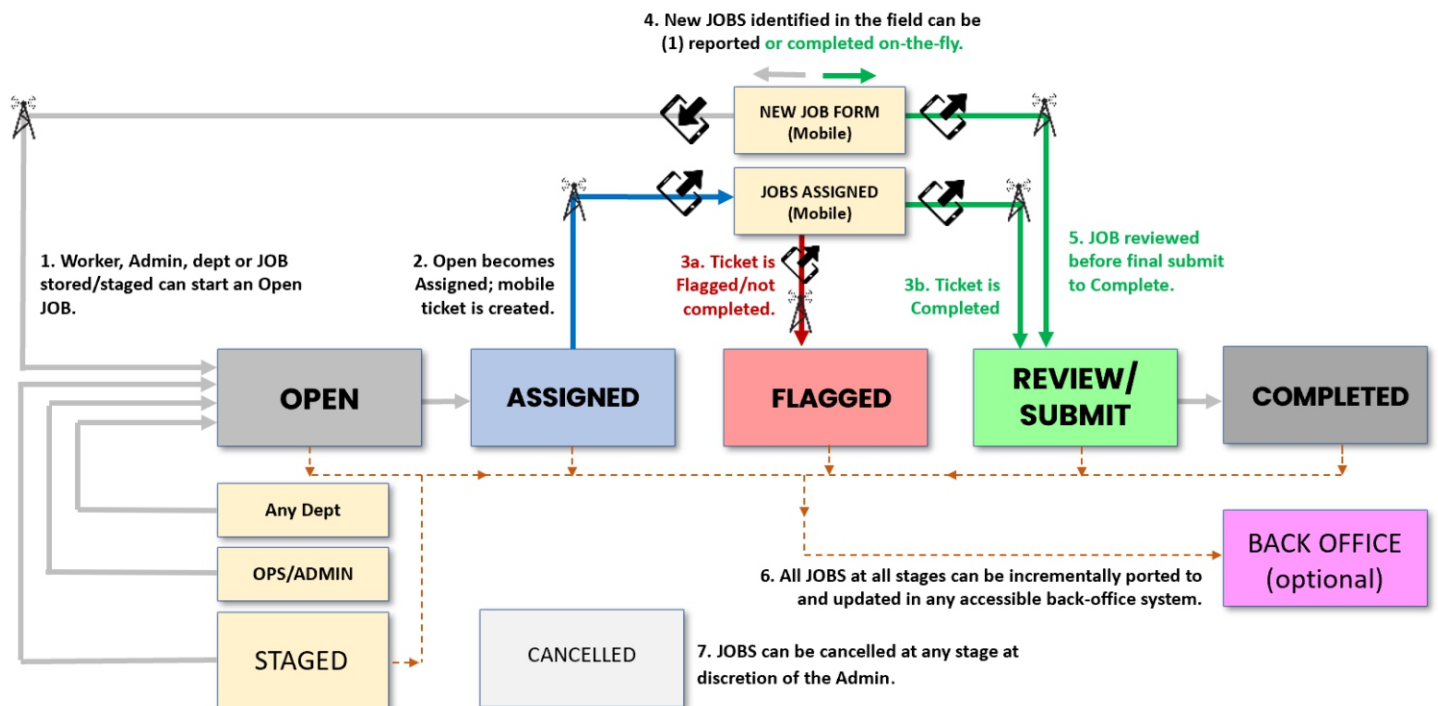 4. New JOBS identified in the field can be
(1) reported or completed on-the-fly.
NEW JOB FORM
(Mobile)
JOBS ASSIGNED
(Mobile)
1. Worker, Admin, dept or JOB
stored/staged can start an Open
JOB.
2. Open becomes
Assigned; mobile
ticket is created.
3a. Ticket is
Flagged/not
completed.
3b. Ticket is
Completed
5. JOB reviewed
before final submit
to Complete.
OPEN
ASSIGNED
FLAGGED
REVIEW/
SUBMIT
COMPLETED
Any Dept
OPS/ADMIN
STAGED
CANCELLED
BACK OFFICE
(optional)
6. All JOBS at all stages can be incrementally ported to
and updated in any accessible back-office system.
7. JOBS can be cancelled at any stage at
discretion of the Admin.